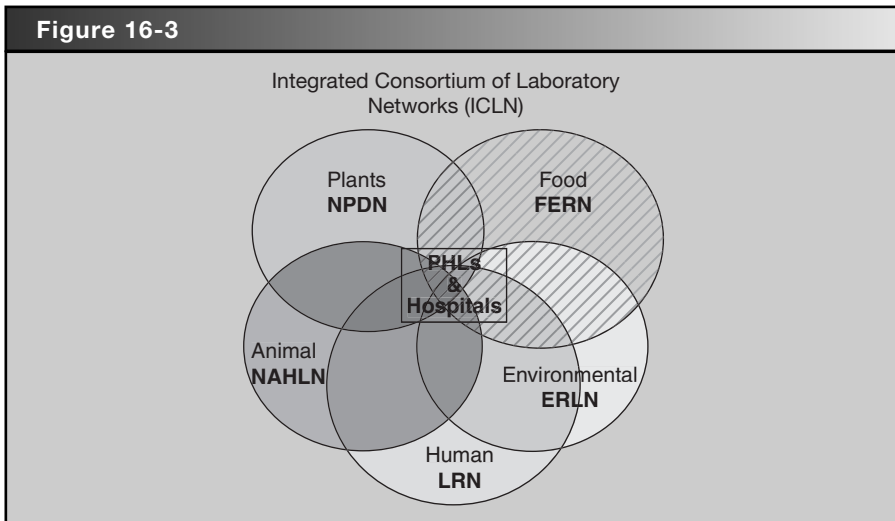 Figure 16-3
Integrated Consortium of Laboratory
Networks (ICLN)
Plants
NPDN
Food
FERN
PHLs
&
Hospitals
Animal
NAHLN
Environmental
ERLN
Human
LRN